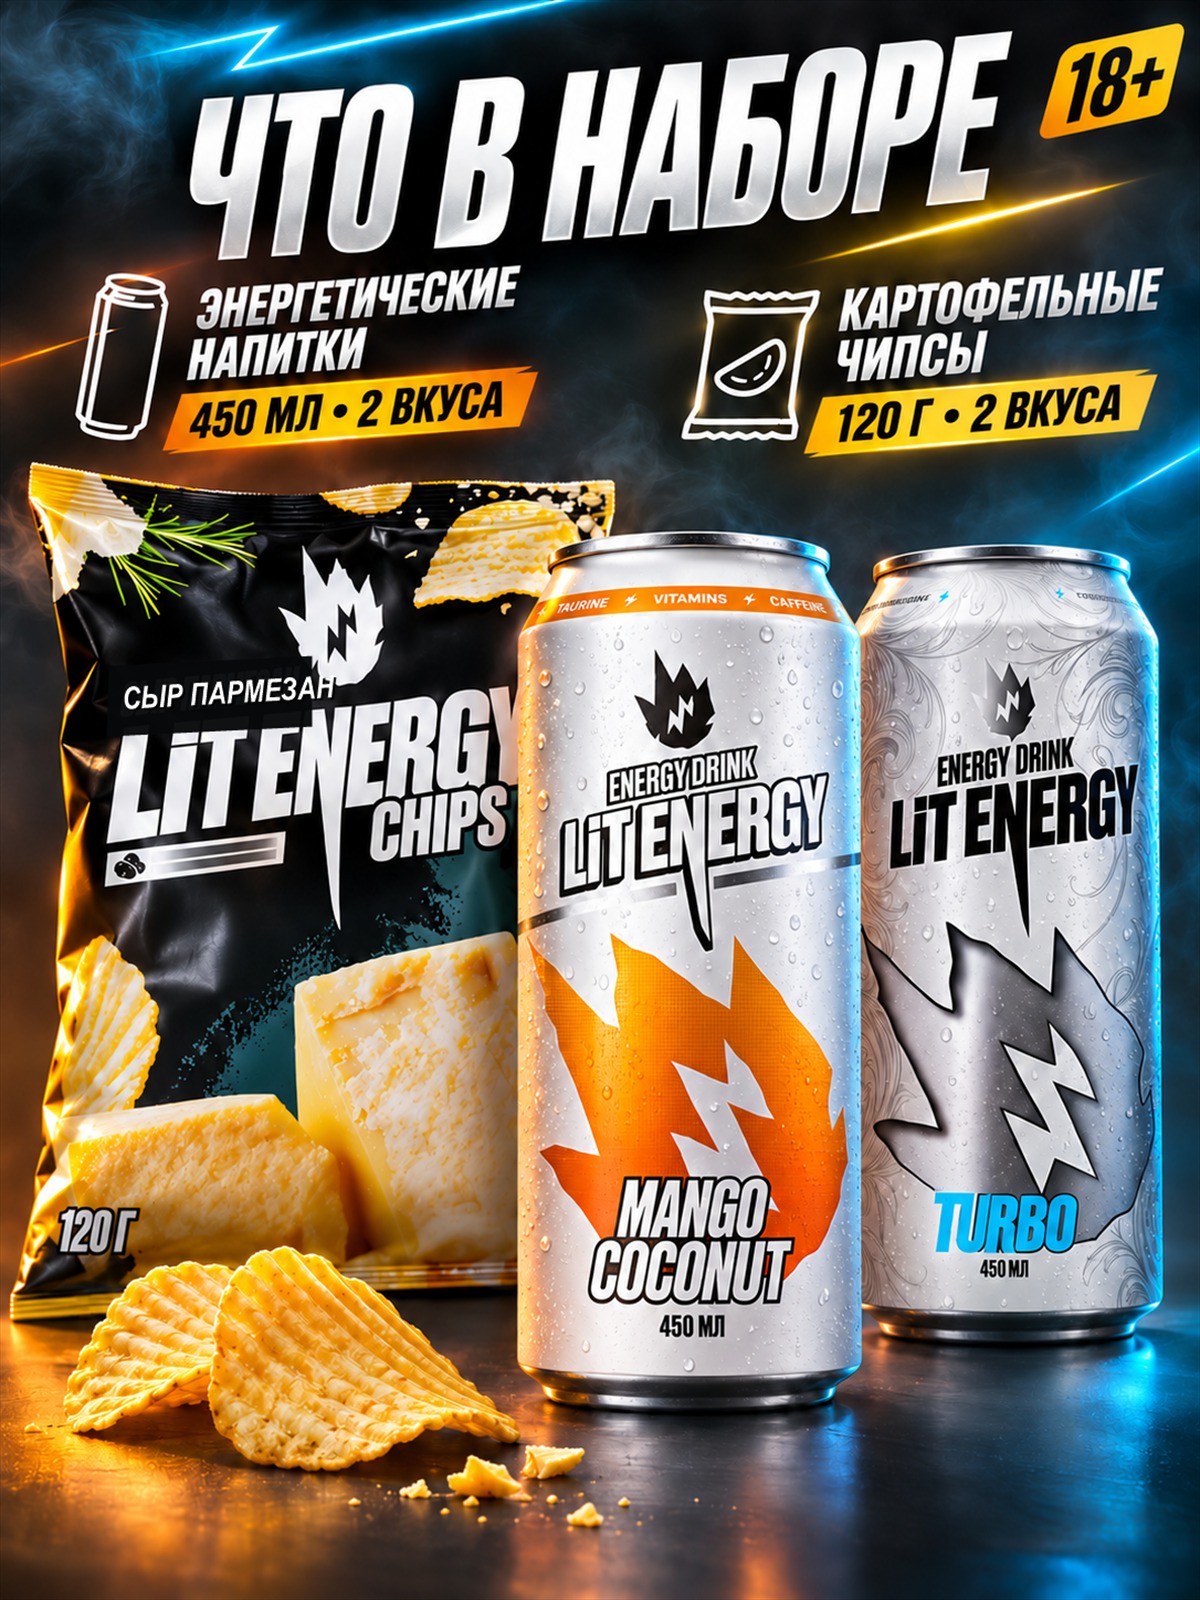 ЧТО В НАБОРЕ
18+
ЭНЕРГЕТИЧЕСКИЕ
НАПИТКИ
450 МЛ • 2 ВКУСА
КАРТОФЕЛЬНЫЕ
ЧИПСЫ
120 Г • 2 ВКУСА
СЫР ПАРМЕЗАН
LiT ENERGY
CHIPS
120 Г
TAURINE VITAMINS CAFFEINE
ENERGY DRINK
LiT ENERGY
MANGO
COCONUT
450 МЛ
ENERGY DRINK
LiT ENERGY
TURBO
450 МЛ